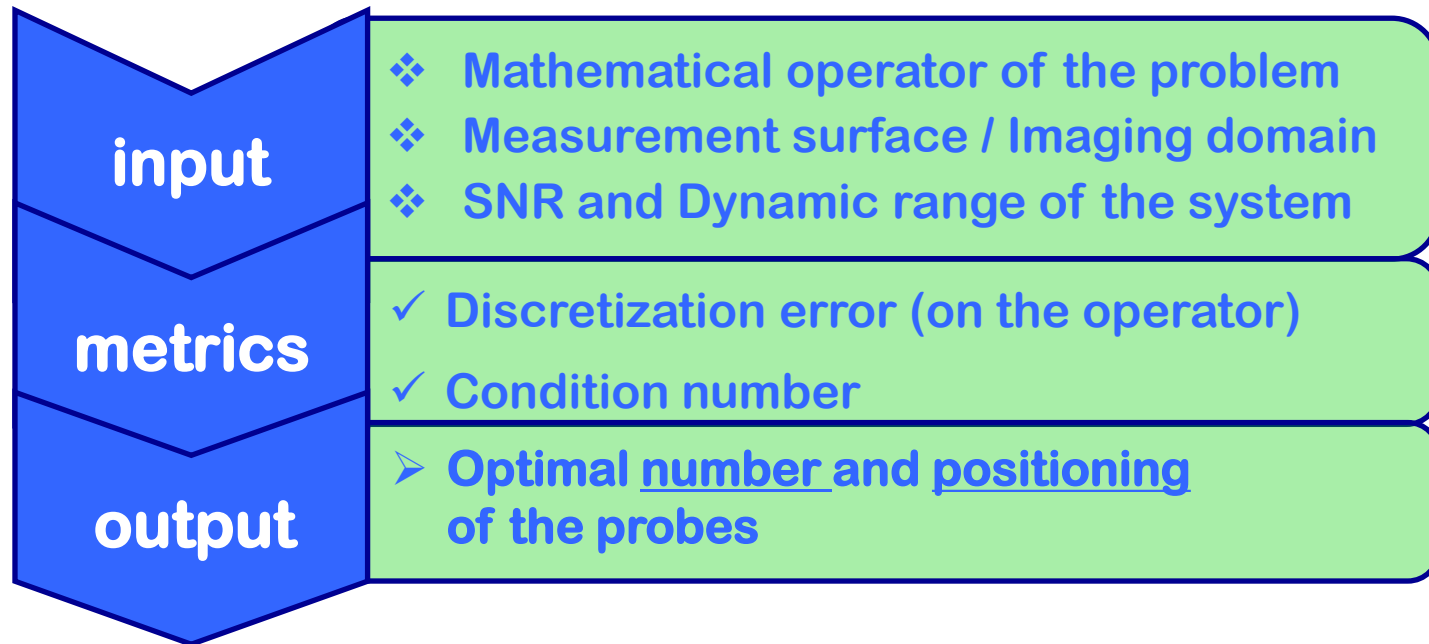 input
❖ Mathematical operator of the problem
❖ Measurement surface / Imaging domain
❖ SNR and Dynamic range of the system
metrics
✓ Discretization error (on the operator)
✓ Condition number
output
➢ Optimal number and positioning
of the probes